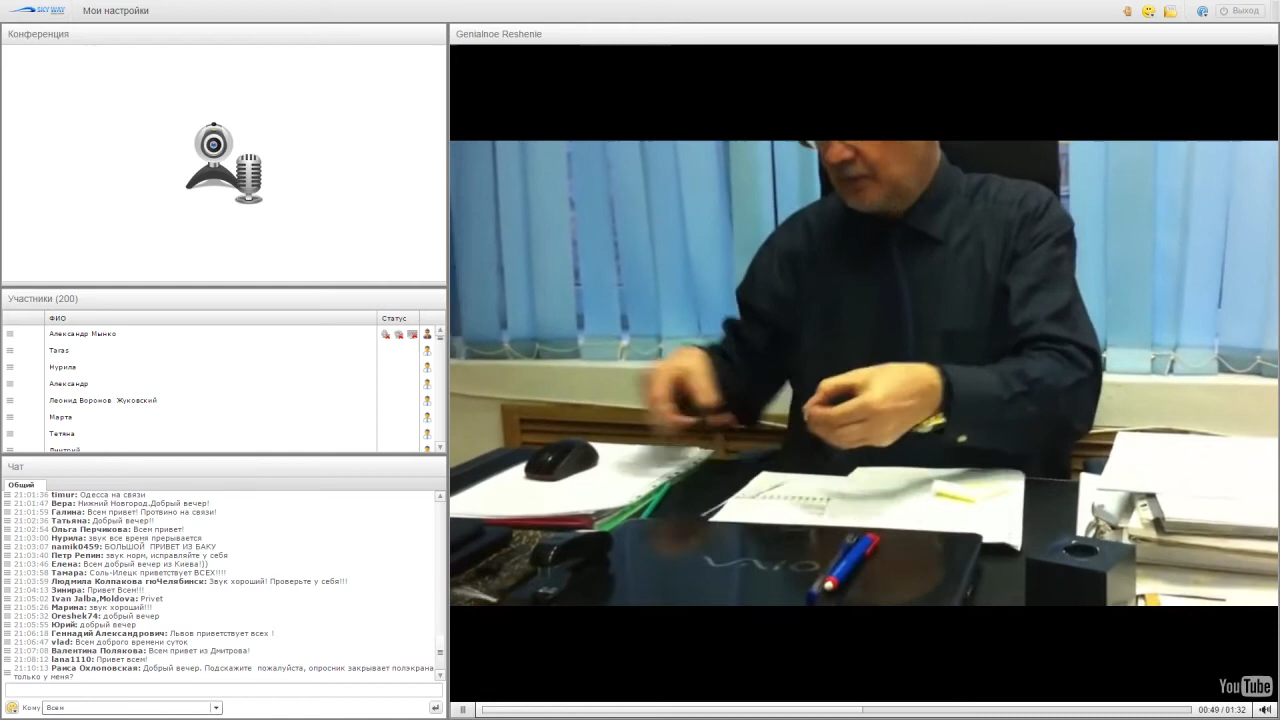 SKY WAY
Мои настройки
Выход
Конференция
Genialnoe Reshenie
Участники (200)
ФИО
Статус
Александр Мынко
Taras
Нурила
Александр
Леонид Воронов Жуковский
Марта
Тетяна
Дмитрий
Чат
Общий
21:01:36 timur: Одесса на связи
21:01:47 Вера: Нижний Новгород.Добрый вечер!
21:01:59 Галина: Всем привет! Протвино на связи!
21:02:36 Татьяна: Добрый вечер!!
21:02:54 Ольга Перчикова: Всем привет!
21:03:00 Нурила: звук все время прерывается
21:03:07 namik0459: БОЛЬШОЙ ПРИВЕТ ИЗ БАКУ
21:03:40 Петр Репин: звук норм, исправляйте у себя
21:03:46 Елена: Всем добрый вечер из Киева!))
21:03:58 Тамара: Соль-Илецк приветствует ВСЕХ!!!!
21:03:59 Людмила Колпакова гюЧелябинск: Звук хороший! Проверьте у себя!!!
21:04:13 Зинира: Привет Всем!!!
21:05:02 Ivan Jalba,Moldova: Privet
21:05:26 Марина: звук хороший!!!
21:05:32 Oreshek74: добрый вечер
21:05:55 Юрий: добрый вечер
21:06:18 Геннадий Александрович: Львов приветствует всех !
21:06:47 vlad: Всем доброго времени суток
21:07:08 Валентина Полякова: Всем привет из Дмитрова!
21:08:12 lana1110: Привет всем!
21:10:13 Раиса Охлоповская: Добрый вечер. Подскажите пожалуйста, опросник закрывает полэкрана,
только у меня?
Кому
Всем
YouTube
00:49 / 01:32